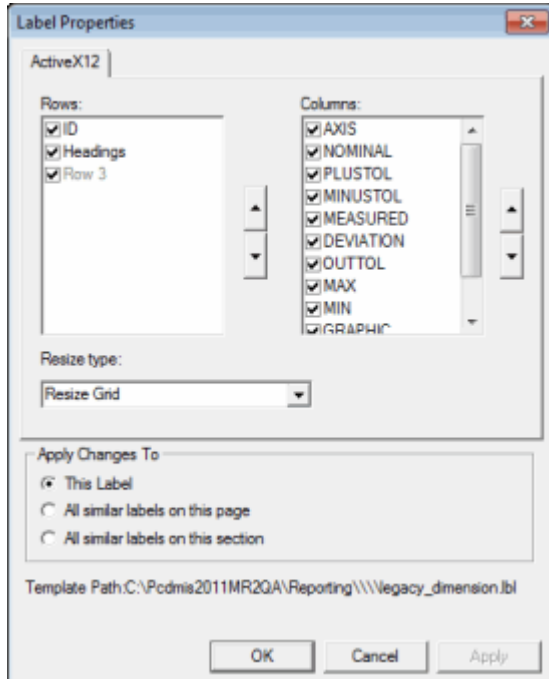 Label Properties
ActiveX12
Rows:
ID
Headings
Row 3
Columns:
AXIS
NOMINAL
PLUSTOL
MINUSTOL
MEASURED
DEVIATION
OUTTOL
MAX
MIN
GRAPHIC
Resize type:
Resize Grid
Apply Changes To
This Label
All similar labels on this page
All similar labels on this section
Template Path:C:\Pcdmis2011MR2QA\Reporting\\\\legacy_dimension.lbl
OK
Cancel
Apply